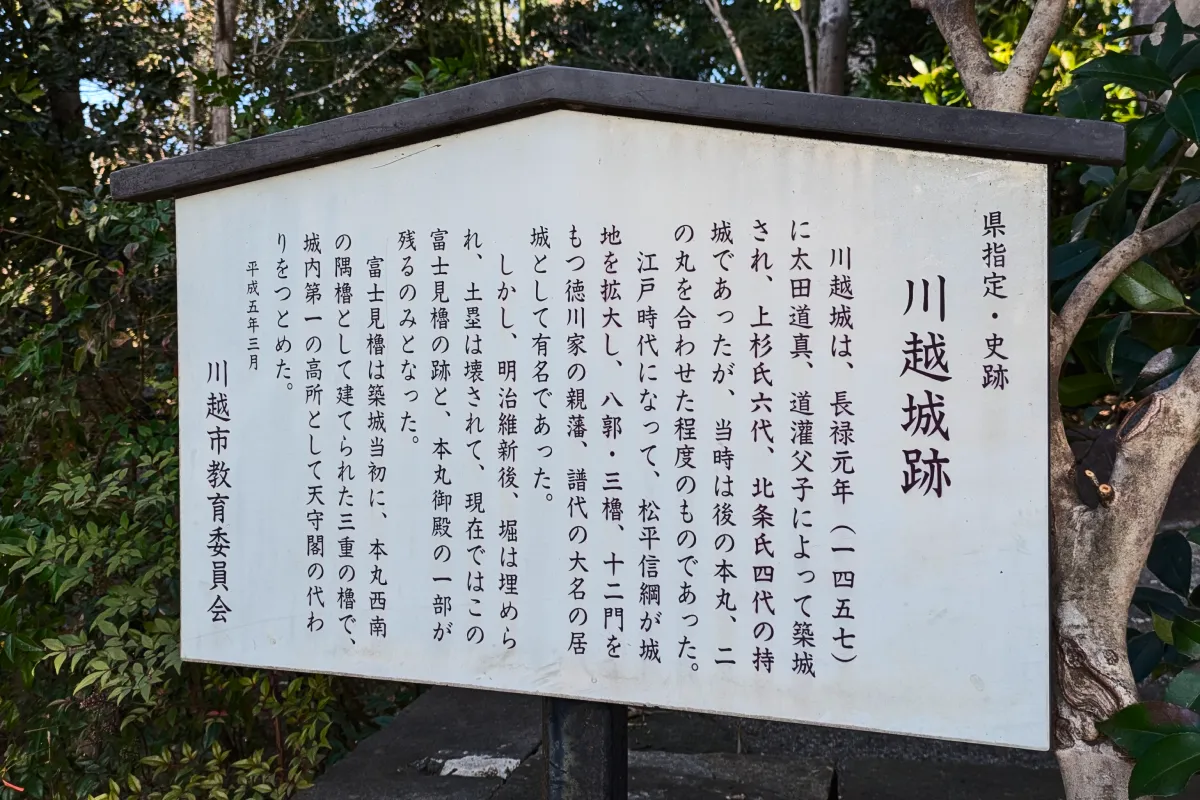 県指定・史跡
川越城跡
川越城は、長禄元年（一四五七）
に太田道真、道灌父子によって築城
され、上杉氏六代、北条氏四代の持
城であったが、当時は後の本丸、二
の丸を合わせた程度のものであった。
江戸時代になって、松平信綱が城
地を拡大し、八郭・三櫓、十二門を
もつ徳川家の親藩、譜代の大名の居
城として有名であった。
しかし、明治維新後、堀は埋めら
れ、土塁は壊されて、現在ではこの
富士見櫓の跡と、本丸御殿の一部が
残るのみとなった。
富士見櫓は築城当初に、本丸西南
の隅櫓として建てられた三重の櫓で、
城内第一の高所として天守閣の代わ
りをつとめた。
平成五年三月
川越市教育委員会